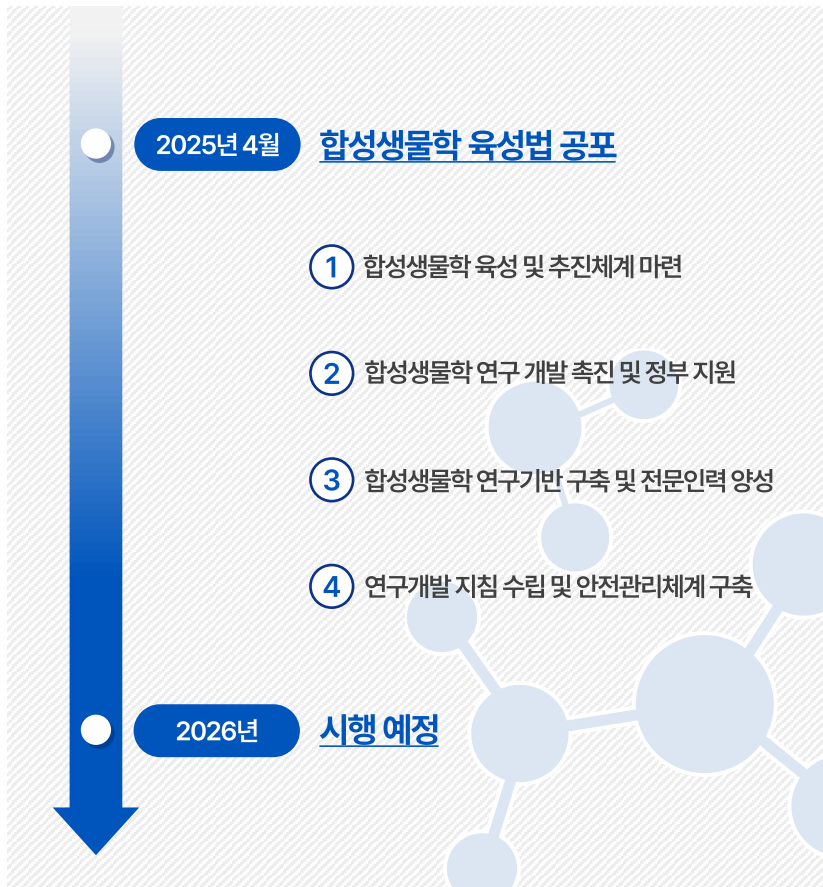 2025년 4월 합성생물학 육성법 공포
1 합성생물학 육성 및 추진체계 마련
2 합성생물학 연구 개발 촉진 및 정부 지원
3 합성생물학 연구기반 구축 및 전문인력 양성
4 연구개발 지침 수립 및 안전관리체계 구축
2026년 시행 예정